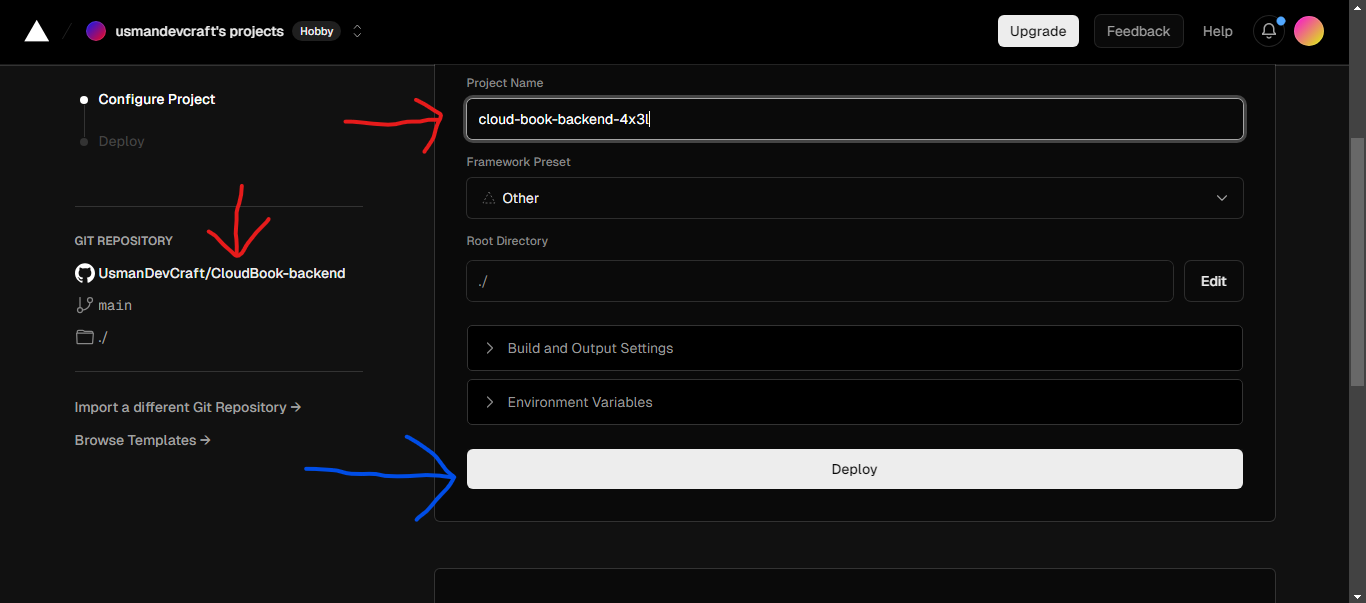 usmandevcraft's projects Hobby
Upgrade Feedback Help
Configure Project
Deploy
GIT REPOSITORY
UsmanDevCraft/CloudBook-backend
main
./
Import a different Git Repository →
Browse Templates →
Project Name
cloud-book-backend-4x3l
Framework Preset
Other
Root Directory
./ Edit
Build and Output Settings
Environment Variables
Deploy